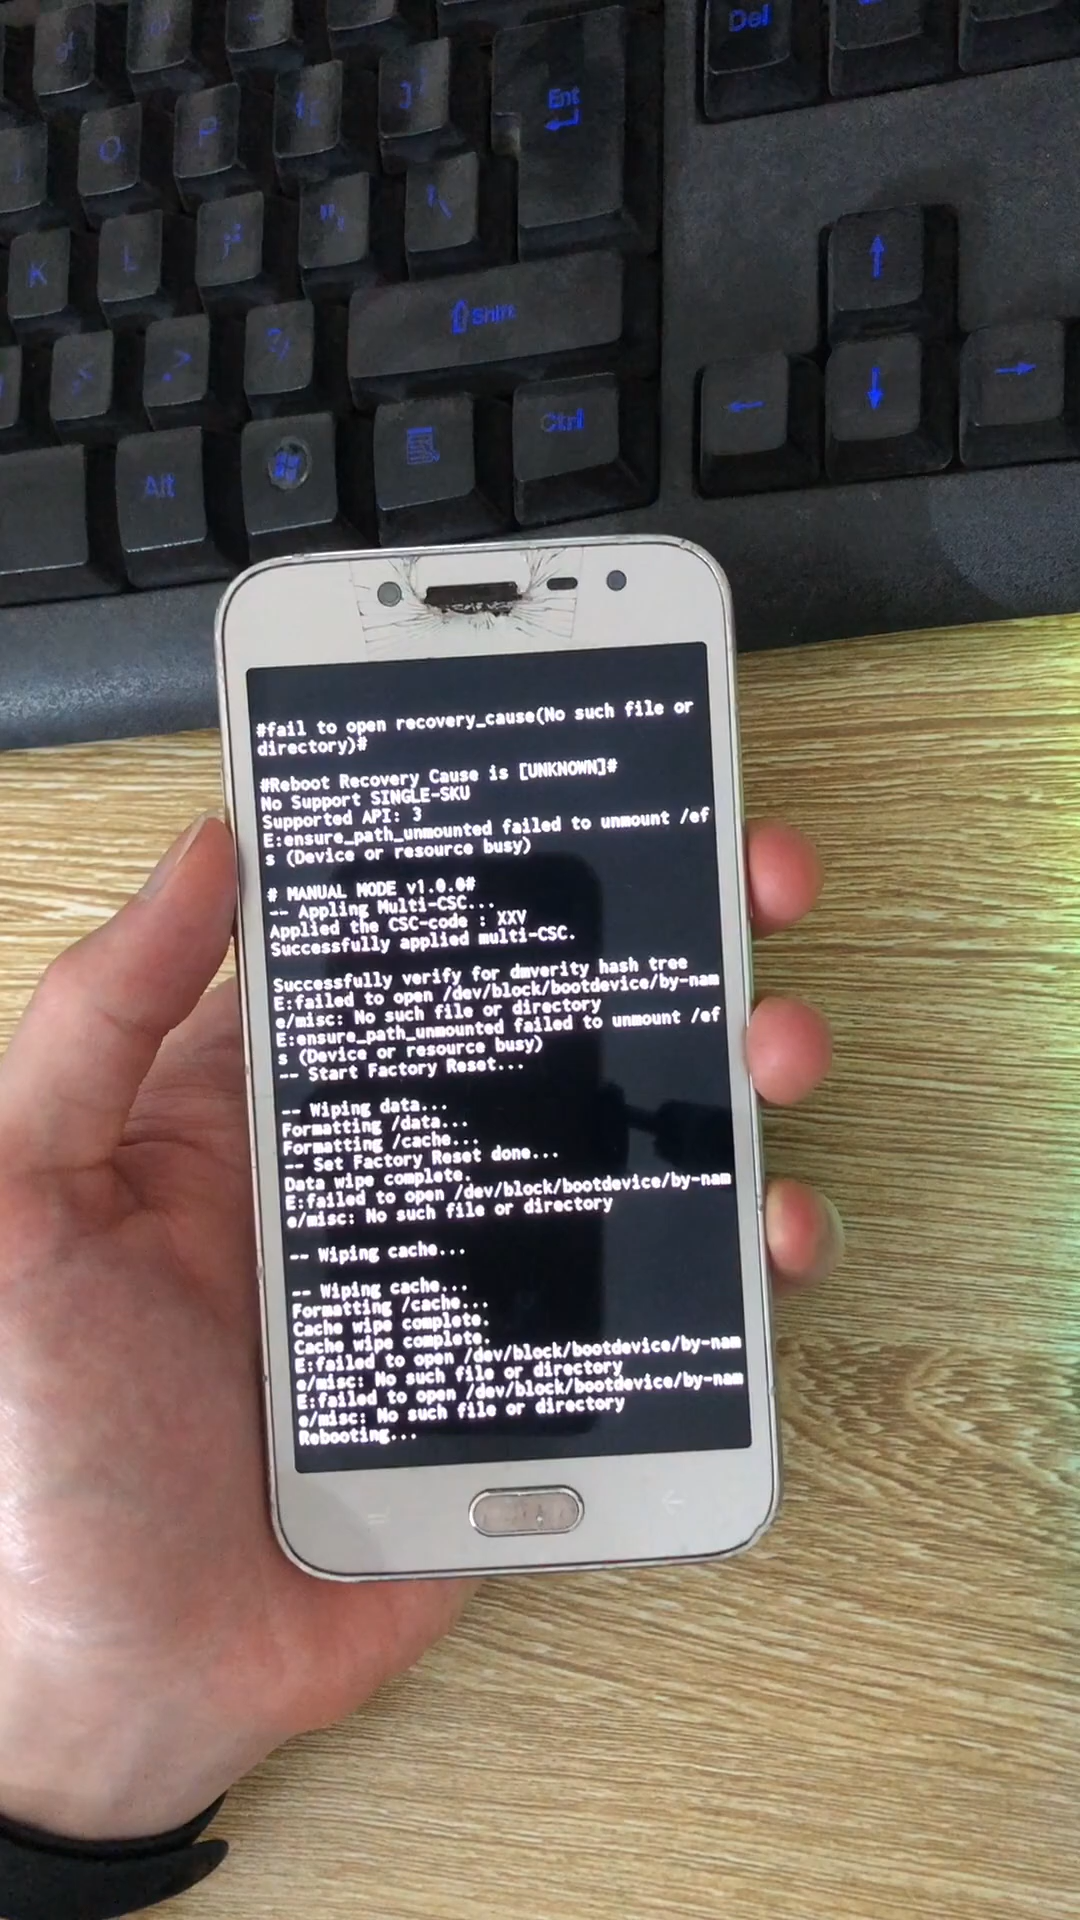 Del
O P [{ ]} Ent
K L ;: "' \
<, >. ?/ Shift
Alt Ctrl
#fail to open recovery_cause(No such file or
directory)#
#Reboot Recovery Cause is [UNKNOWN]#
No Support SINGLE-SKU
Supported API: 3
E:ensure_path_unmounted failed to unmount /ef
s (Device or resource busy)
# MANUAL MODE v1.0.0#
-- Appling Multi-CSC...
Applied the CSC-code : XXV
Successfully applied multi-CSC.
Successfully verify for dmverity hash tree
E:failed to open /dev/block/bootdevice/by-nam
e/misc: No such file or directory
E:ensure_path_unmounted failed to unmount /ef
s (Device or resource busy)
-- Start Factory Reset...
-- Wiping data...
Formatting /data...
Formatting /cache...
-- Set Factory Reset done...
Data wipe complete.
E:failed to open /dev/block/bootdevice/by-nam
e/misc: No such file or directory
-- Wiping cache...
-- Wiping cache...
Formatting /cache...
Cache wipe complete.
Cache wipe complete.
E:failed to open /dev/block/bootdevice/by-nam
e/misc: No such file or directory
E:failed to open /dev/block/bootdevice/by-nam
e/misc: No such file or directory
Rebooting...